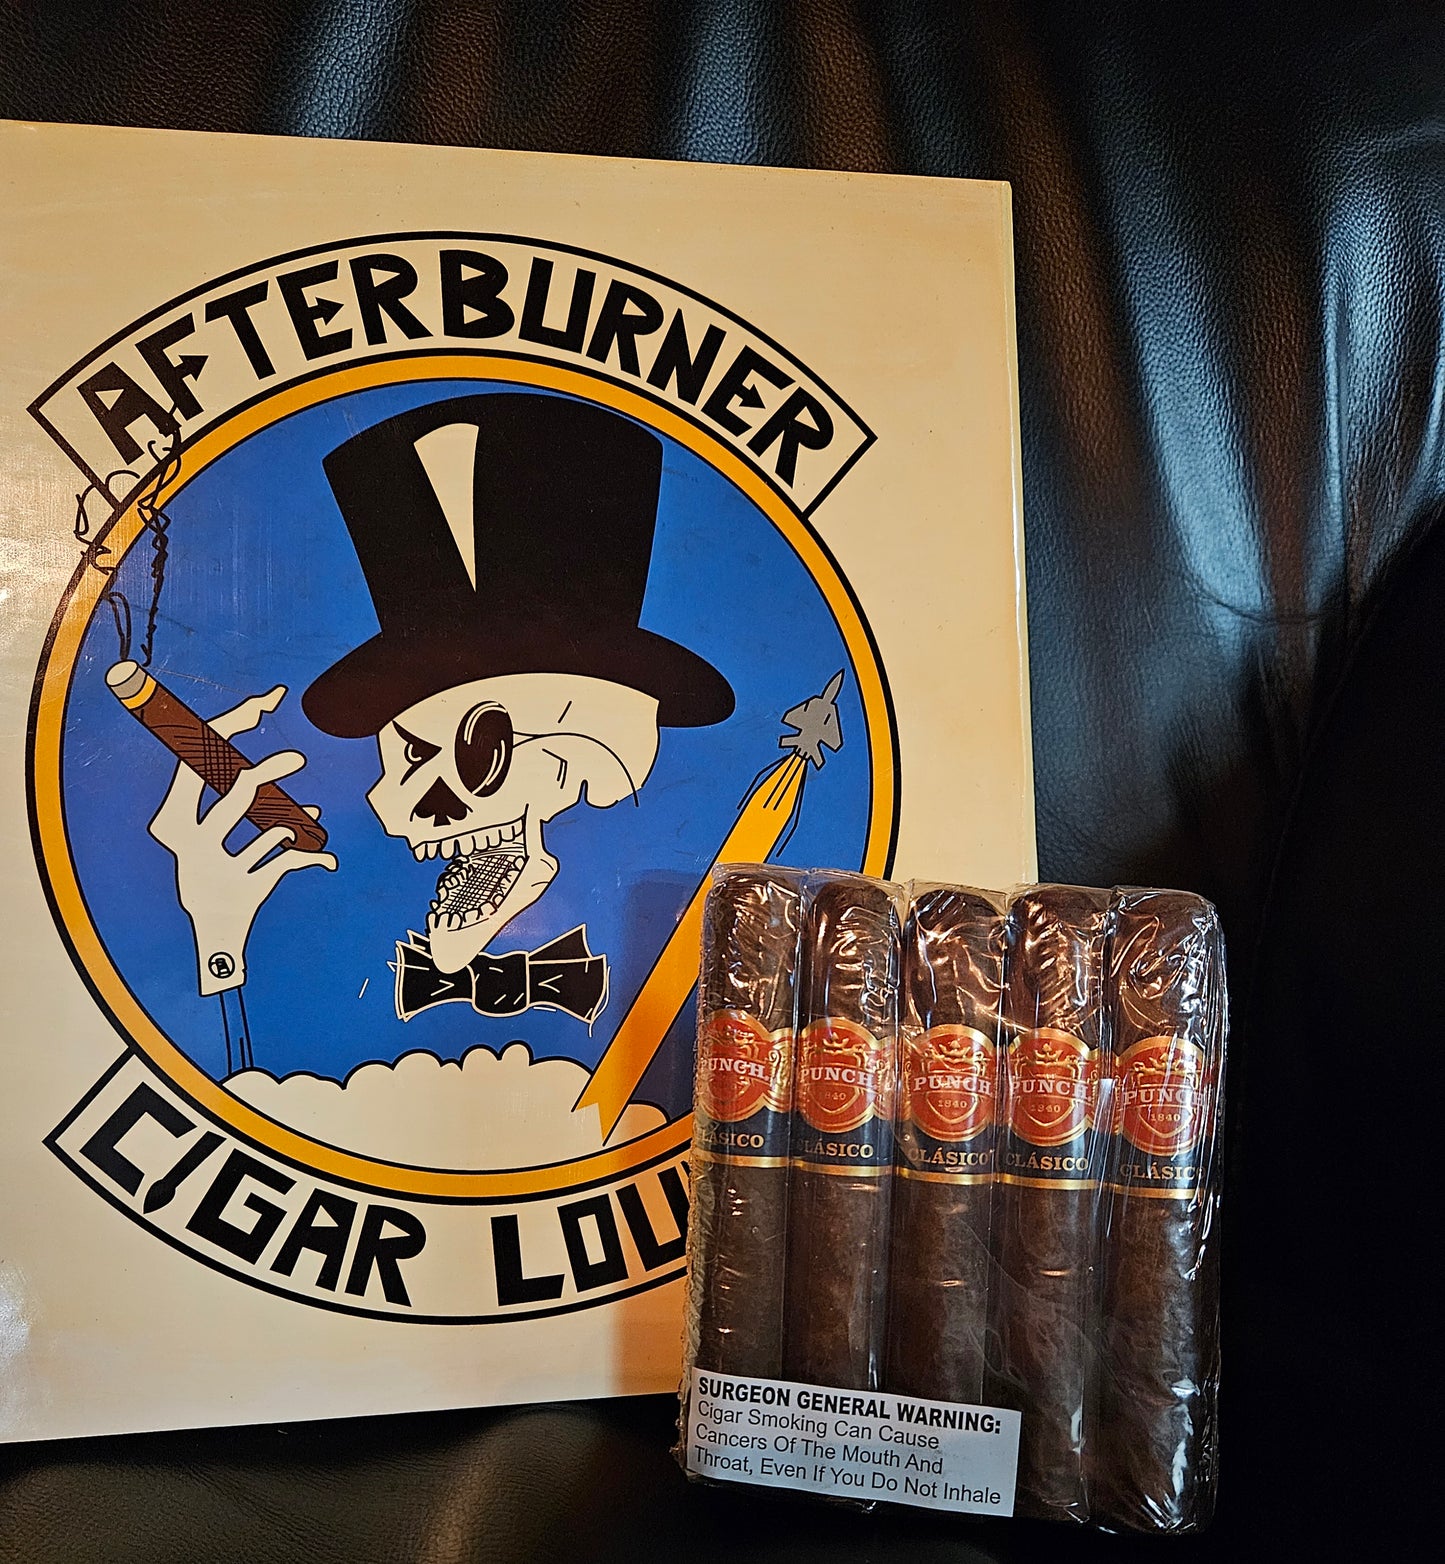 AFTERBURNER
CIGAR LOU
PUNCH
CLÁSICO
PUNCH
1840
CLÁSICO
PUNCH
1840
CLÁSICO
PUNCH
1840
CLÁSICO
PUNCH
1840
CLÁSICO
SURGEON GENERAL WARNING:
Cigar Smoking Can Cause
Cancers Of The Mouth And
Throat, Even If You Do Not Inhale